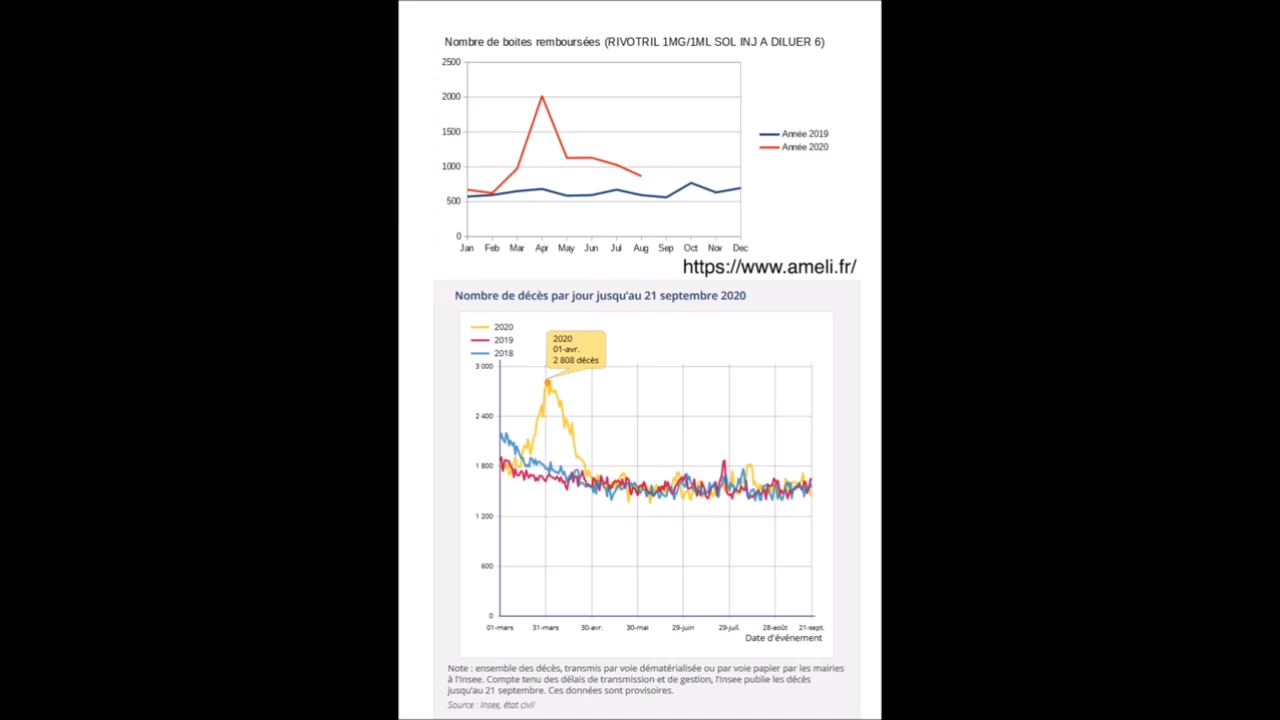 Nombre de boites remboursées (RIVOTRIL 1MG/1ML SOL INJ A DILUER 6)
2500
2000
1500
1000
500
0
Jan Feb Mar Apr May Jun Jul Aug Sep Oct Nov Dec
Année 2019
Année 2020
https://www.ameli.fr/
Nombre de décès par jour jusqu'au 21 septembre 2020
2020
2019
2018
2020
01-avr.
2 808 décès
3 000
2 400
1 800
1 200
600
0
01-mars 31-mars 30-avr. 30-mai 29-juin 29-juil. 28-août 21-sept.
Date d'événement
Note : ensemble des décès, transmis par voie dématérialisée ou par voie papier par les mairies
à l'Insee. Compte tenu des délais de transmission et de gestion, l'Insee publie les décès
jusqu'au 21 septembre. Ces données sont provisoires.
Source : Insee, état civil